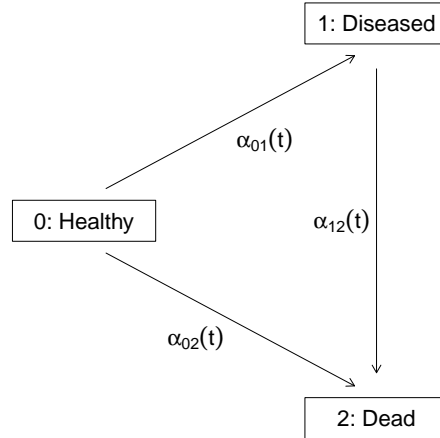 1: Diseased
α01(t)
0: Healthy
α12(t)
α02(t)
2: Dead